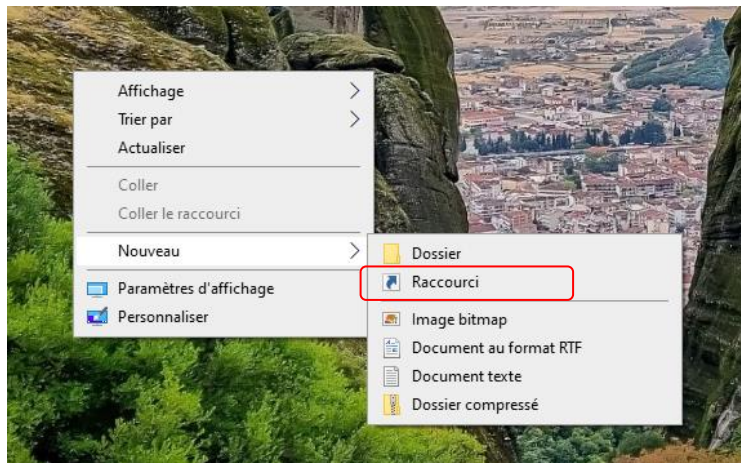 Affichage
Trier par
Actualiser
Coller
Coller le raccourci
Nouveau
Paramètres d'affichage
Personnaliser
Dossier
Raccourci
Image bitmap
Document au format RTF
Document texte
Dossier compressé